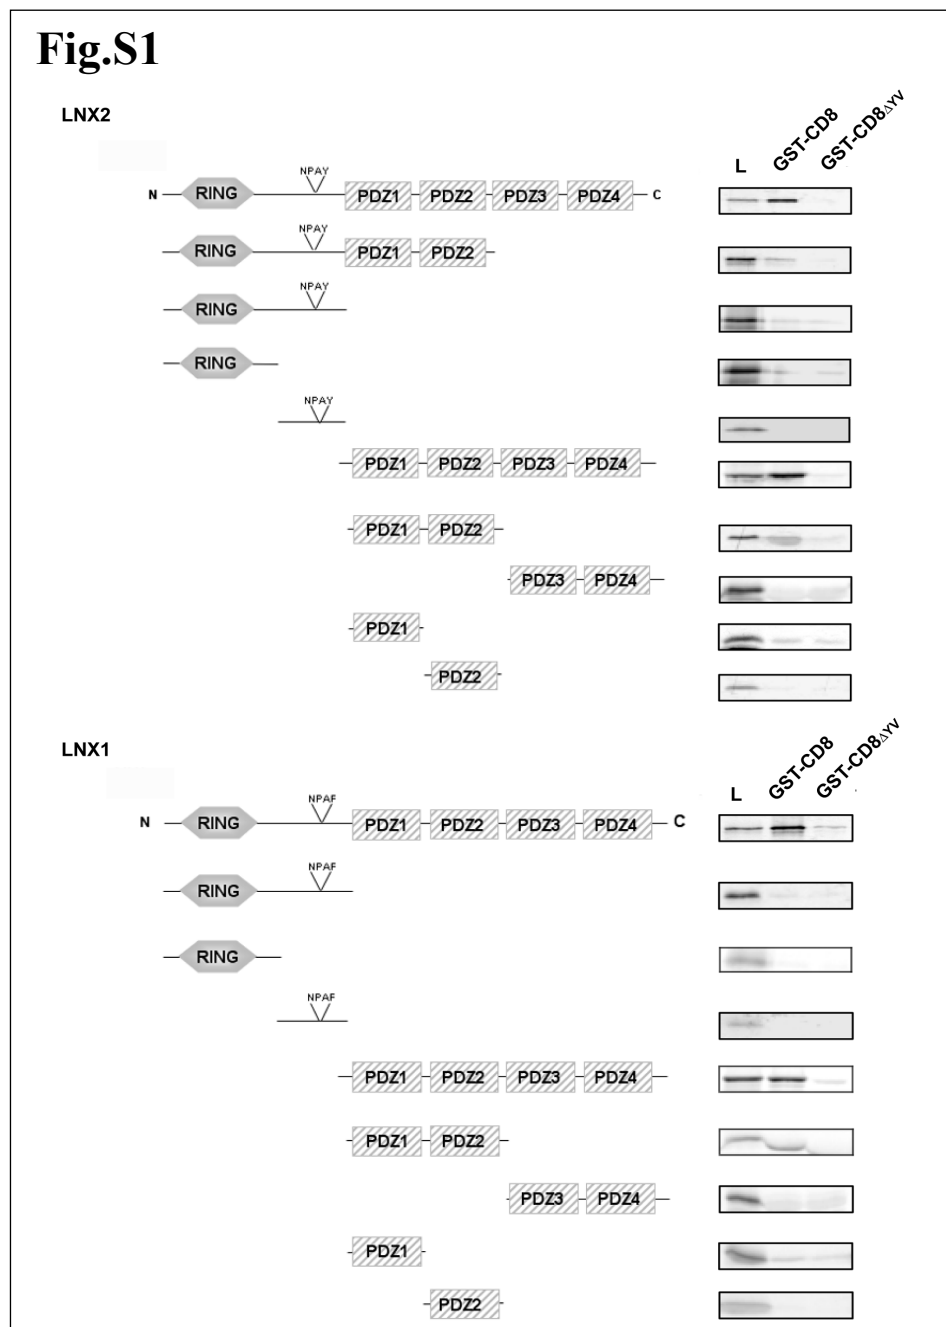 Fig.S1
LNX2
L GST-CD8 GST-CD8ΔYV
NPAY
N RING PDZ1 PDZ2 PDZ3 PDZ4 C
NPAY
RING PDZ1 PDZ2
NPAY
RING
RING
NPAY
PDZ1 PDZ2 PDZ3 PDZ4
PDZ1 PDZ2
PDZ3 PDZ4
PDZ1
PDZ2
LNX1
L GST-CD8 GST-CD8ΔYV
NPAF
N RING PDZ1 PDZ2 PDZ3 PDZ4 C
NPAF
RING
RING
NPAF
PDZ1 PDZ2 PDZ3 PDZ4
PDZ1 PDZ2
PDZ3 PDZ4
PDZ1
PDZ2